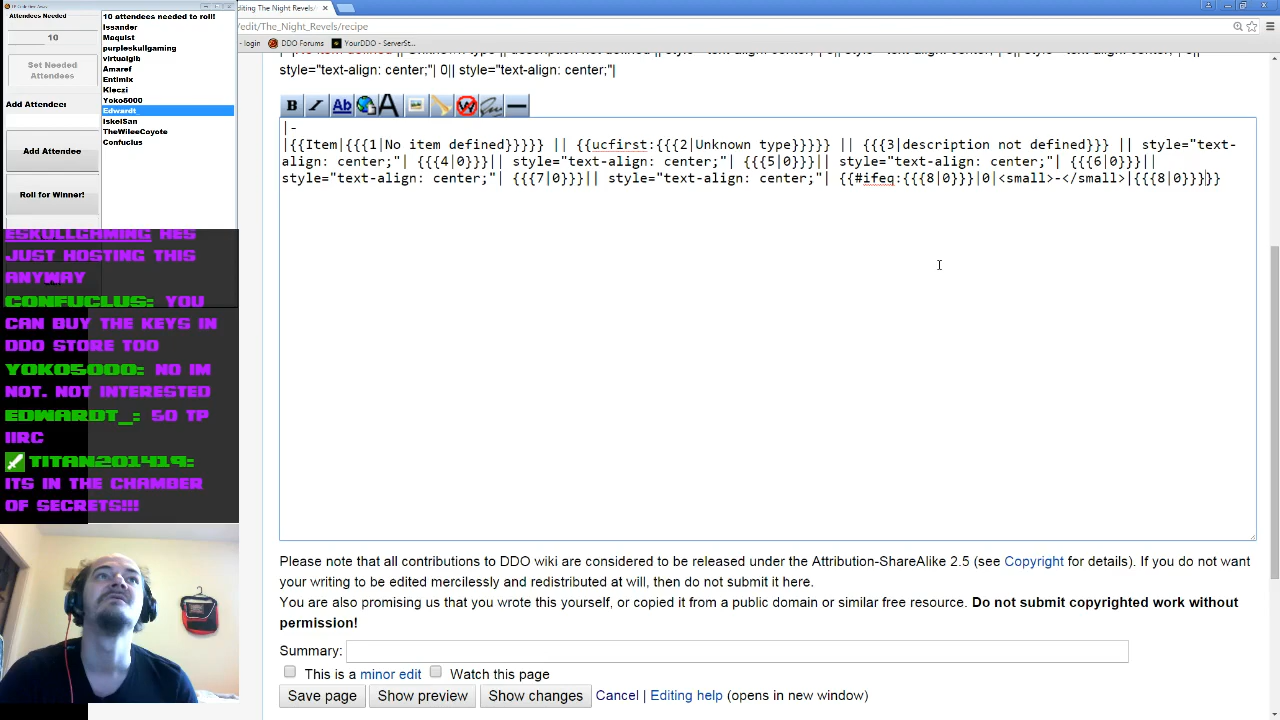 Attendees Needed
10
Set Needed
Attendees
Add Attendee:
Add Attendee
Roll for Winner!
10 attendees needed to roll!
Issander
Moquist
purpleskullgaming
virtualgib
Amaref
Entimix
Kleczi
Yoko5000
Edwardt_
IskelSan
TheWileeCoyote
Confuclus
ESKULLGAMING HES
JUST HOSTING THIS
ANYWAY
CONFUCLUS: YOU
CAN BUY THE KEYS IN
DDO STORE TOO
YOKO5000: NO IM
NOT. NOT INTERESTED
EDWARDT_: 50 TP
IIRC
TITAN201419:
ITS IN THE CHAMBER
OF SECRETS!!!
diting The Night Revels/
edit/The_Night_Revels/recipe
- login DDO Forums YourDDO - ServerSt...
style="text-align: center;"| 0|| style="text-align: center;"|
B I Ab A W
|-
|{{Item|{{{1|No item defined}}}}} || {{ucfirst:{{{2|Unknown type}}}}} || {{{3|description not defined}}} || style="text-
align: center;"| {{{4|0}}}|| style="text-align: center;"| {{{5|0}}}|| style="text-align: center;"| {{{6|0}}}||
style="text-align: center;"| {{{7|0}}}|| style="text-align: center;"| {{#ifeq:{{{8|0}}}|0|<small>-</small>|{{{8|0}}}}}
Please note that all contributions to DDO wiki are considered to be released under the Attribution-ShareAlike 2.5 (see Copyright for details). If you do not want
your writing to be edited mercilessly and redistributed at will, then do not submit it here.
You are also promising us that you wrote this yourself, or copied it from a public domain or similar free resource. Do not submit copyrighted work without
permission!
Summary:
This is a minor edit Watch this page
Save page Show preview Show changes Cancel | Editing help (opens in new window)